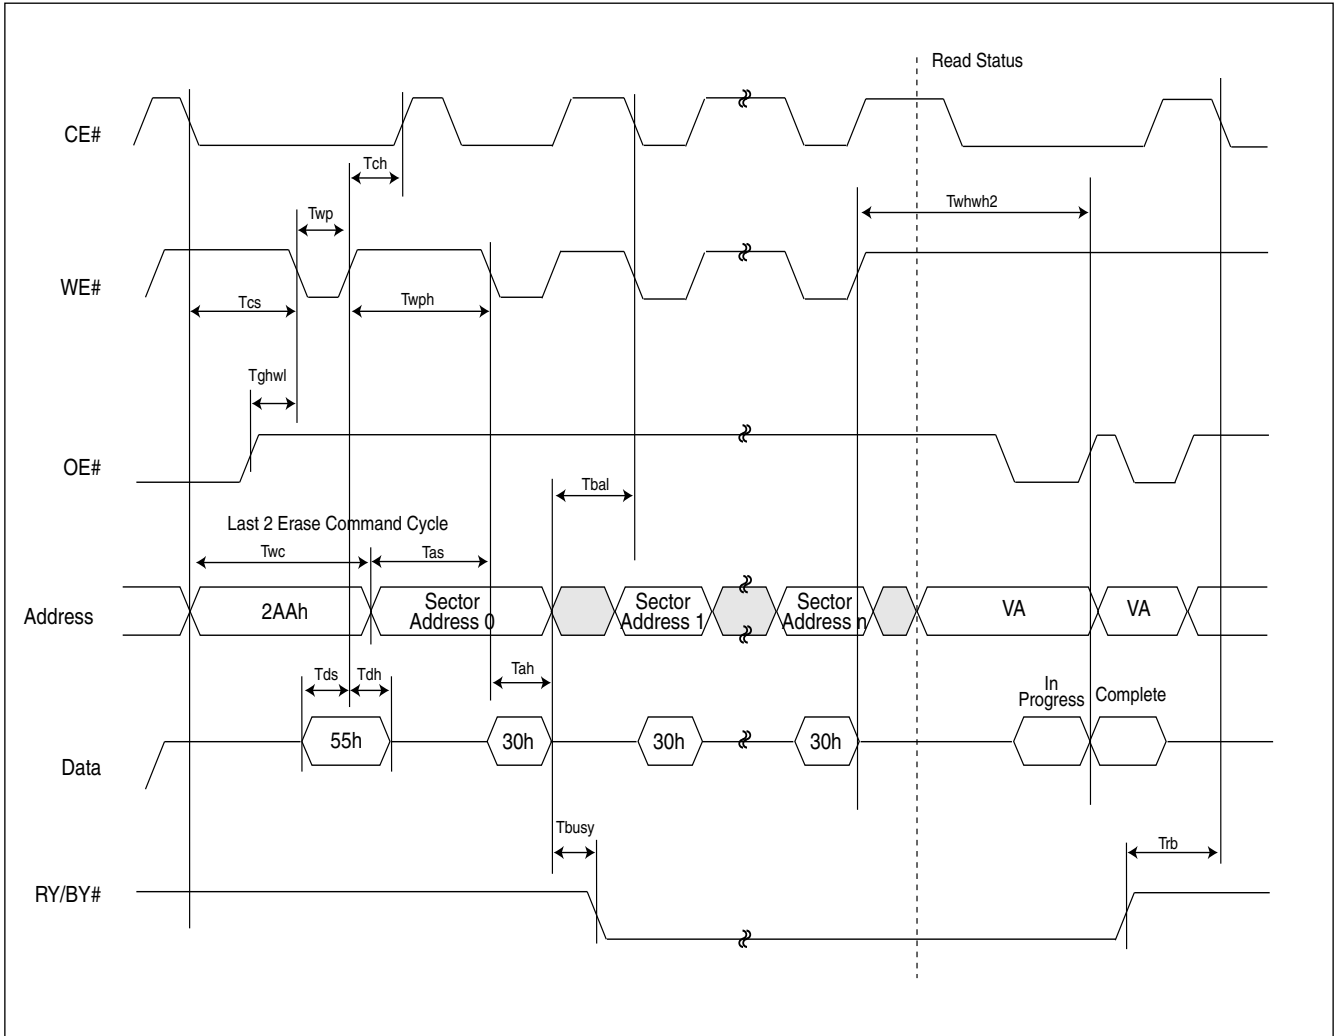 Read Status
CE#
Tch
Twhwh2
Twp
WE#
Tcs
Twph
Tghwl
OE#
Tbal
Last 2 Erase Command Cycle
Twc
Tas
Address
2AAh
Sector
Address 0
Sector
Address 1
Sector
Address n
VA
VA
Tds
Tdh
Tah
In
Progress
Complete
Data
55h
30h
30h
30h
Tbusy
Trb
RY/BY#